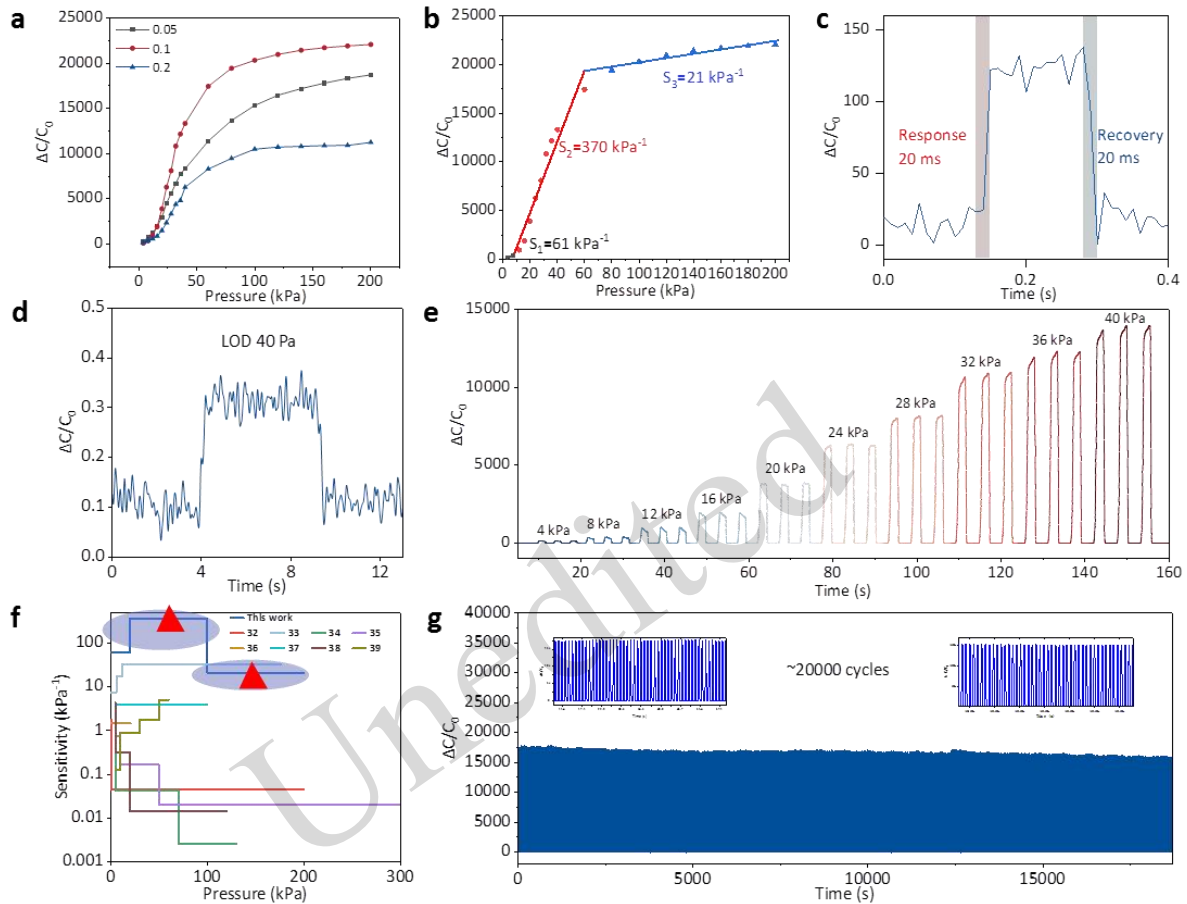 a
25000
20000
15000
10000
5000
0
ΔC/C₀
0.05
0.1
0.2
0 50 100 150 200
Pressure (kPa)
b
25000
20000
15000
10000
5000
0
ΔC/C₀
S₁=61 kPa⁻¹
S₂=370 kPa⁻¹
S₃=21 kPa⁻¹
0 20 40 60 80 100 120 140 160 180 200
Pressure (kPa)
c
150
100
50
0
ΔC/C₀
Response
20 ms
Recovery
20 ms
0.0 0.2 0.4
Time (s)
d
0.5
0.4
0.3
0.2
0.1
0.0
ΔC/C₀
LOD 40 Pa
0 4 8 12
Time (s)
e
15000
10000
5000
0
ΔC/C₀
4 kPa
8 kPa
12 kPa
16 kPa
20 kPa
24 kPa
28 kPa
32 kPa
36 kPa
40 kPa
20 40 60 80 100 120 140 160
Time (s)
f
100
10
1
0.1
0.01
0.001
Sensitivity (kPa⁻¹)
This work
32 33 34 35
36 37 38 39
0 100 200 300
Pressure (kPa)
g
40000
35000
30000
25000
20000
15000
10000
5000
0
ΔC/C₀
~20000 cycles
0 5000 10000 15000
Time (s)
Unedited